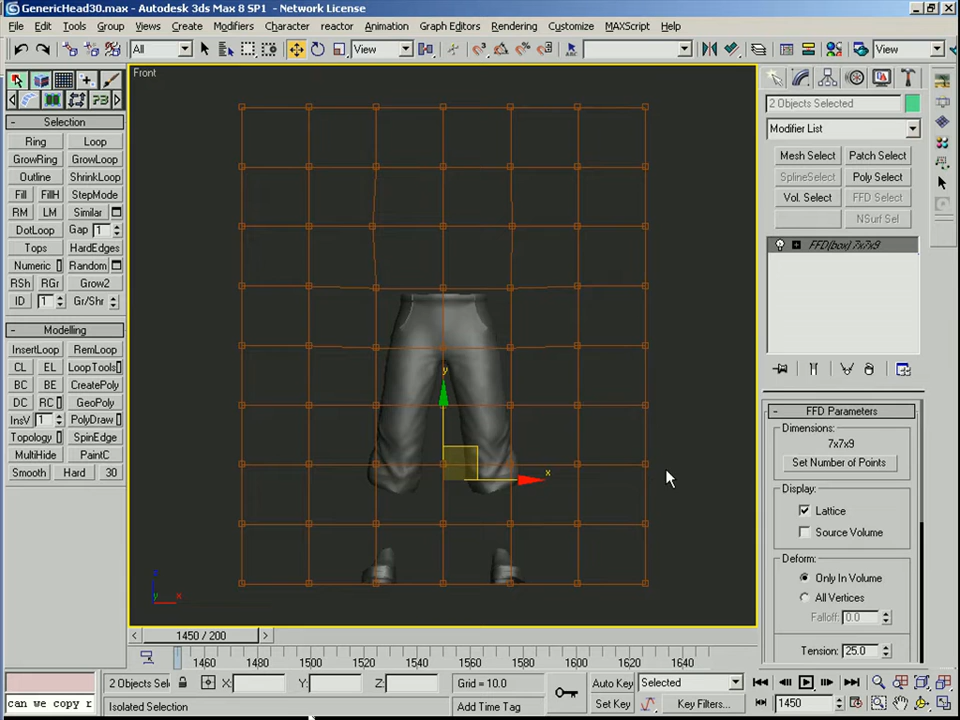 GenericHead30.max - Autodesk 3ds Max 8 SP1 - Network License
File Edit Tools Group Views Create Modifiers Character reactor Animation Graph Editors Rendering Customize MAXScript Help
All View View
Front
2 Objects Selected
Modifier List
Mesh Select Patch Select
SplineSelect Poly Select
Vol. Select FFD Select
NSurf Sel
FFD(box) 7x7x9
- Selection
Ring Loop
GrowRing GrowLoop
Outline ShrinkLoop
Fill FillH StepMode
RM LM Similar
DotLoop Gap 1
Tops HardEdges
Numeric Random
RSh RGr Grow2
ID 1 Gr/Shr
- Modelling
InsertLoop RemLoop
CL EL LoopTools
BC BE CreatePoly
DC RC GeoPoly
InsV 1 PolyDraw
Topology SpinEdge
MultiHide PaintC
Smooth Hard 30
y
x
z
y x
- FFD Parameters
Dimensions:
7x7x9
Set Number of Points
Display:
Lattice
Source Volume
Deform:
Only In Volume
All Vertices
Falloff: 0.0
Tension: 25.0
< 1450 / 200 >
1460 1480 1500 1520 1540 1560 1580 1600 1620 1640
2 Objects Sel X: Y: Z: Grid = 10.0 Auto Key Selected
can we copy r Isolated Selection Add Time Tag Set Key Key Filters... 1450